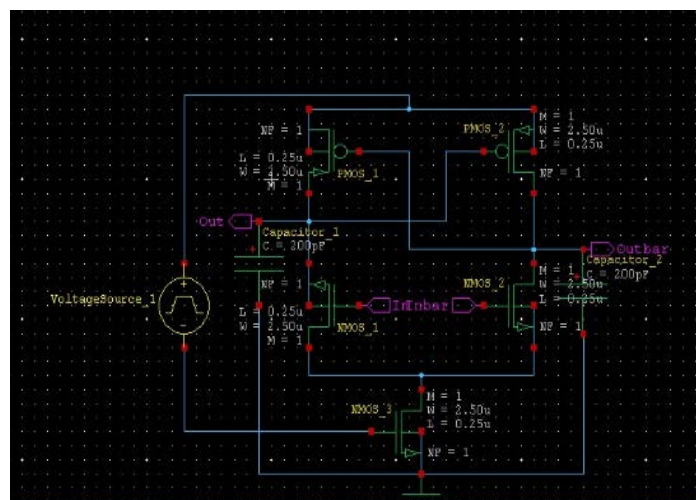 M = 1
NF = 1
PMOS_2
W = 2.50u
L = 0.25u
L = 0.25u
W = 2.50u
PMOS_1
NF = 1
M = 1
Out
Capacitor_1
C = 200pF
Outbar
Capacitor_2
M = 1
C = 200pF
NF = 1
NMOS_2
W = 2.50u
L = 0.25u
VoltageSource_1
In
Inbar
L = 0.25u
W = 2.50u
NMOS_1
NF = 1
M = 1
M = 1
NMOS_3
W = 2.50u
L = 0.25u
NF = 1